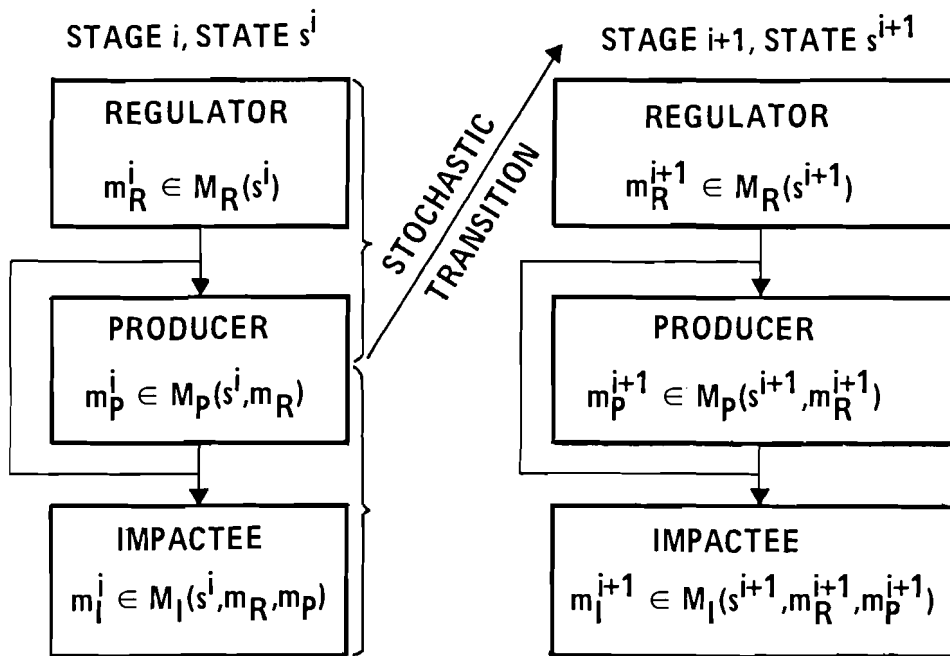 STAGE i, STATE s^i
REGULATOR
m_R^i ∈ M_R(s^i)
PRODUCER
m_P^i ∈ M_P(s^i,m_R)
IMPACTEE
m_I^i ∈ M_I(s^i,m_R,m_P)
STOCHASTIC
TRANSITION
STAGE i+1, STATE s^{i+1}
REGULATOR
m_R^{i+1} ∈ M_R(s^{i+1})
PRODUCER
m_P^{i+1} ∈ M_P(s^{i+1},m_R^{i+1})
IMPACTEE
m_I^{i+1} ∈ M_I(s^{i+1},m_R^{i+1},m_P^{i+1})